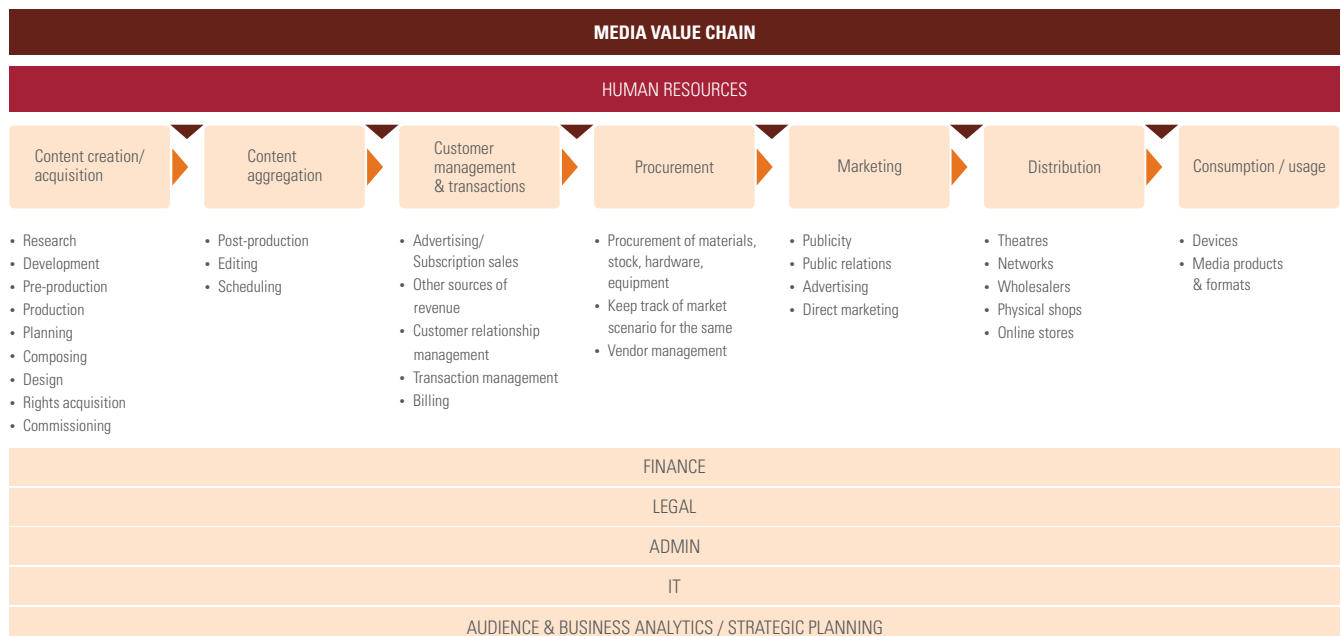 MEDIA VALUE CHAIN
HUMAN RESOURCES
Content creation/
acquisition
Content
aggregation
Customer
management
& transactions
Procurement
Marketing
Distribution
Consumption / usage
• Research
• Development
• Pre-production
• Production
• Planning
• Composing
• Design
• Rights acquisition
• Commissioning
• Post-production
• Editing
• Scheduling
• Advertising/
Subscription sales
• Other sources of
revenue
• Customer relationship
management
• Transaction management
• Billing
• Procurement of materials,
stock, hardware,
equipment
• Keep track of market
scenario for the same
• Vendor management
• Publicity
• Public relations
• Advertising
• Direct marketing
• Theatres
• Networks
• Wholesalers
• Physical shops
• Online stores
• Devices
• Media products
& formats
FINANCE
LEGAL
ADMIN
IT
AUDIENCE & BUSINESS ANALYTICS / STRATEGIC PLANNING